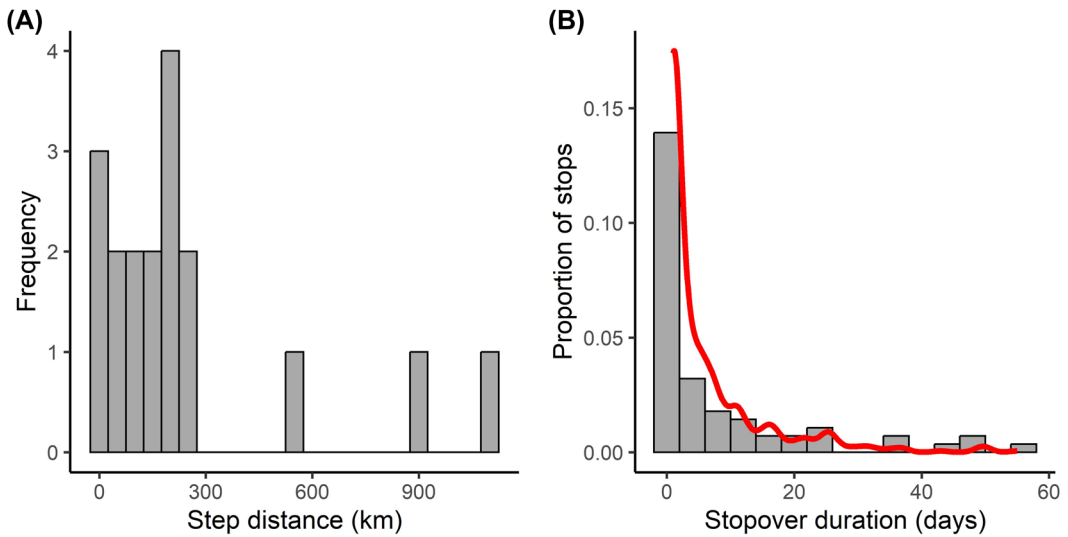 (A)
Frequency
4
3
2
1
0
0 300 600 900
Step distance (km)
(B)
Proportion of stops
0.15
0.10
0.05
0.00
0 20 40 60
Stopover duration (days)